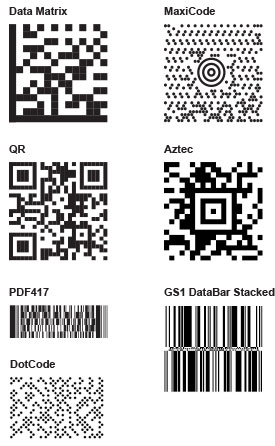 Data Matrix
MaxiCode
QR
Aztec
PDF417
GS1 DataBar Stacked
DotCode